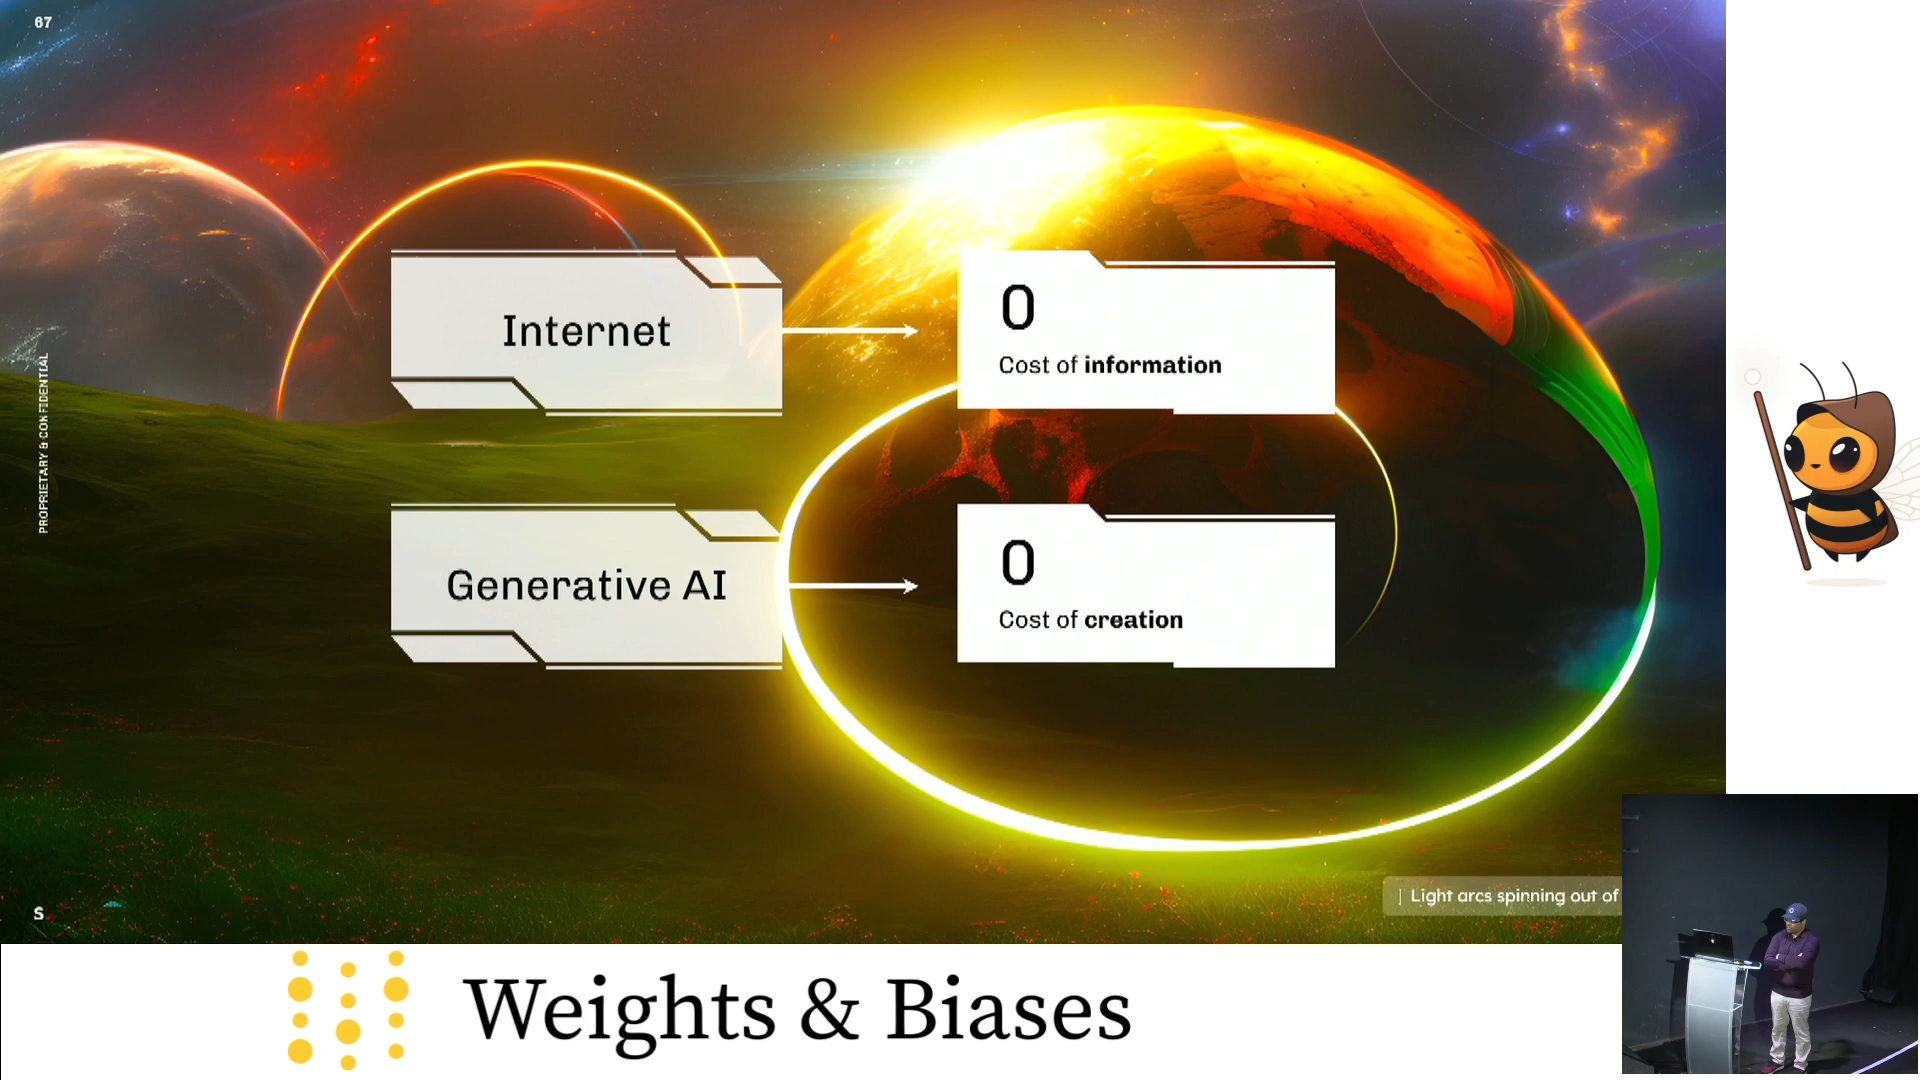 67
Internet
0
Cost of information
Generative AI
0
Cost of creation
PROPRIETARY & CONFIDENTIAL
S
Light arcs spinning out of
Weights & Biases